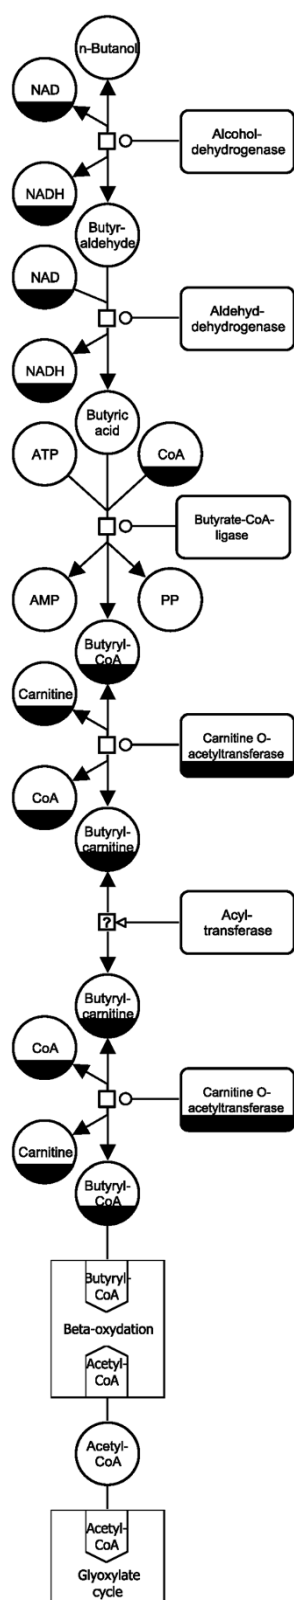 n-Butanol
NAD
Alcohol-
dehydrogenase
NADH
Butyr-
aldehyde
NAD
Aldehyd-
dehydrogenase
NADH
Butyric
acid
ATP
CoA
Butyrate-CoA-
ligase
AMP
PP
Butyryl-
CoA
Carnitine
Carnitine O-
acetyltransferase
CoA
Butyryl-
carnitine
?
Acyl-
transferase
Butyryl-
carnitine
CoA
Carnitine O-
acetyltransferase
Carnitine
Butyryl-
CoA
Butyryl-
CoA
Beta-oxydation
Acetyl-
CoA
Acetyl-
CoA
Acetyl-
CoA
Glyoxylate
cycle